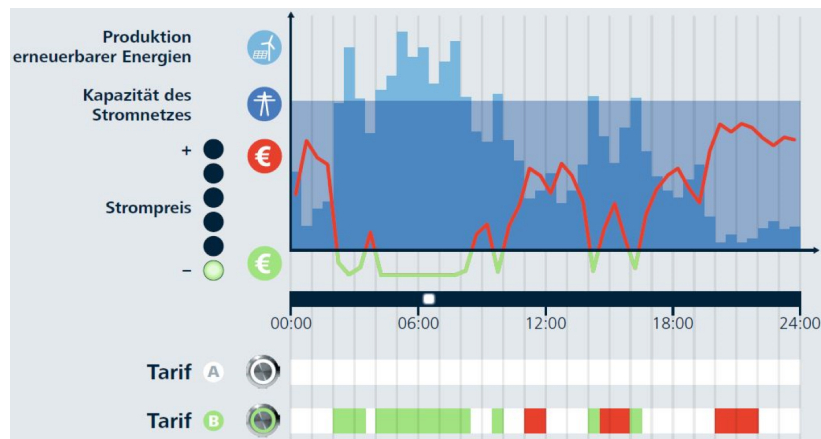 Produktion
erneuerbarer Energien
Kapazität des
Stromnetzes
+
€
Strompreis
–
€
00:00 06:00 12:00 18:00 24:00
Tarif A
Tarif B